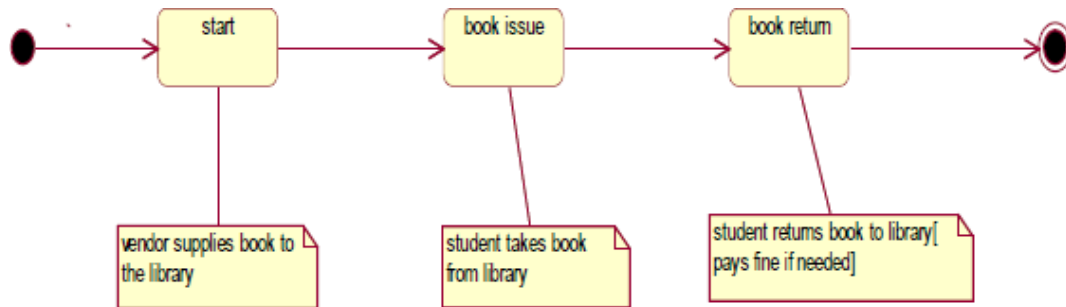 start
book issue
book return
vendor supplies book to
the library
student takes book
from library
student returns book to library[
pays fine if needed]